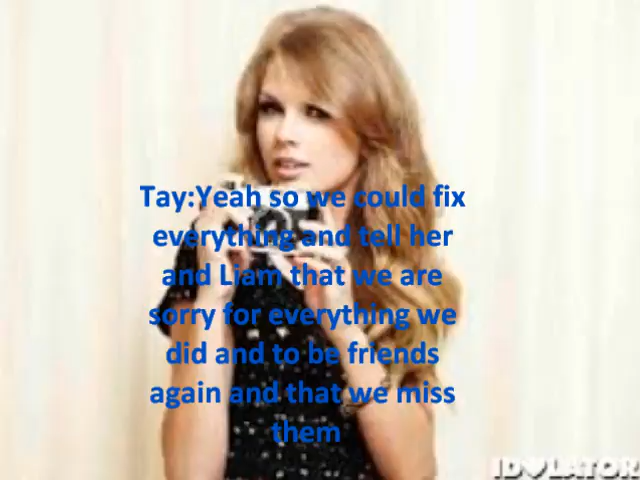 Tay:Yeah so we could fix
everything and tell her
and Liam that we are
sorry for everything we
did and to be friends
again and that we miss
them
IDOLATOR